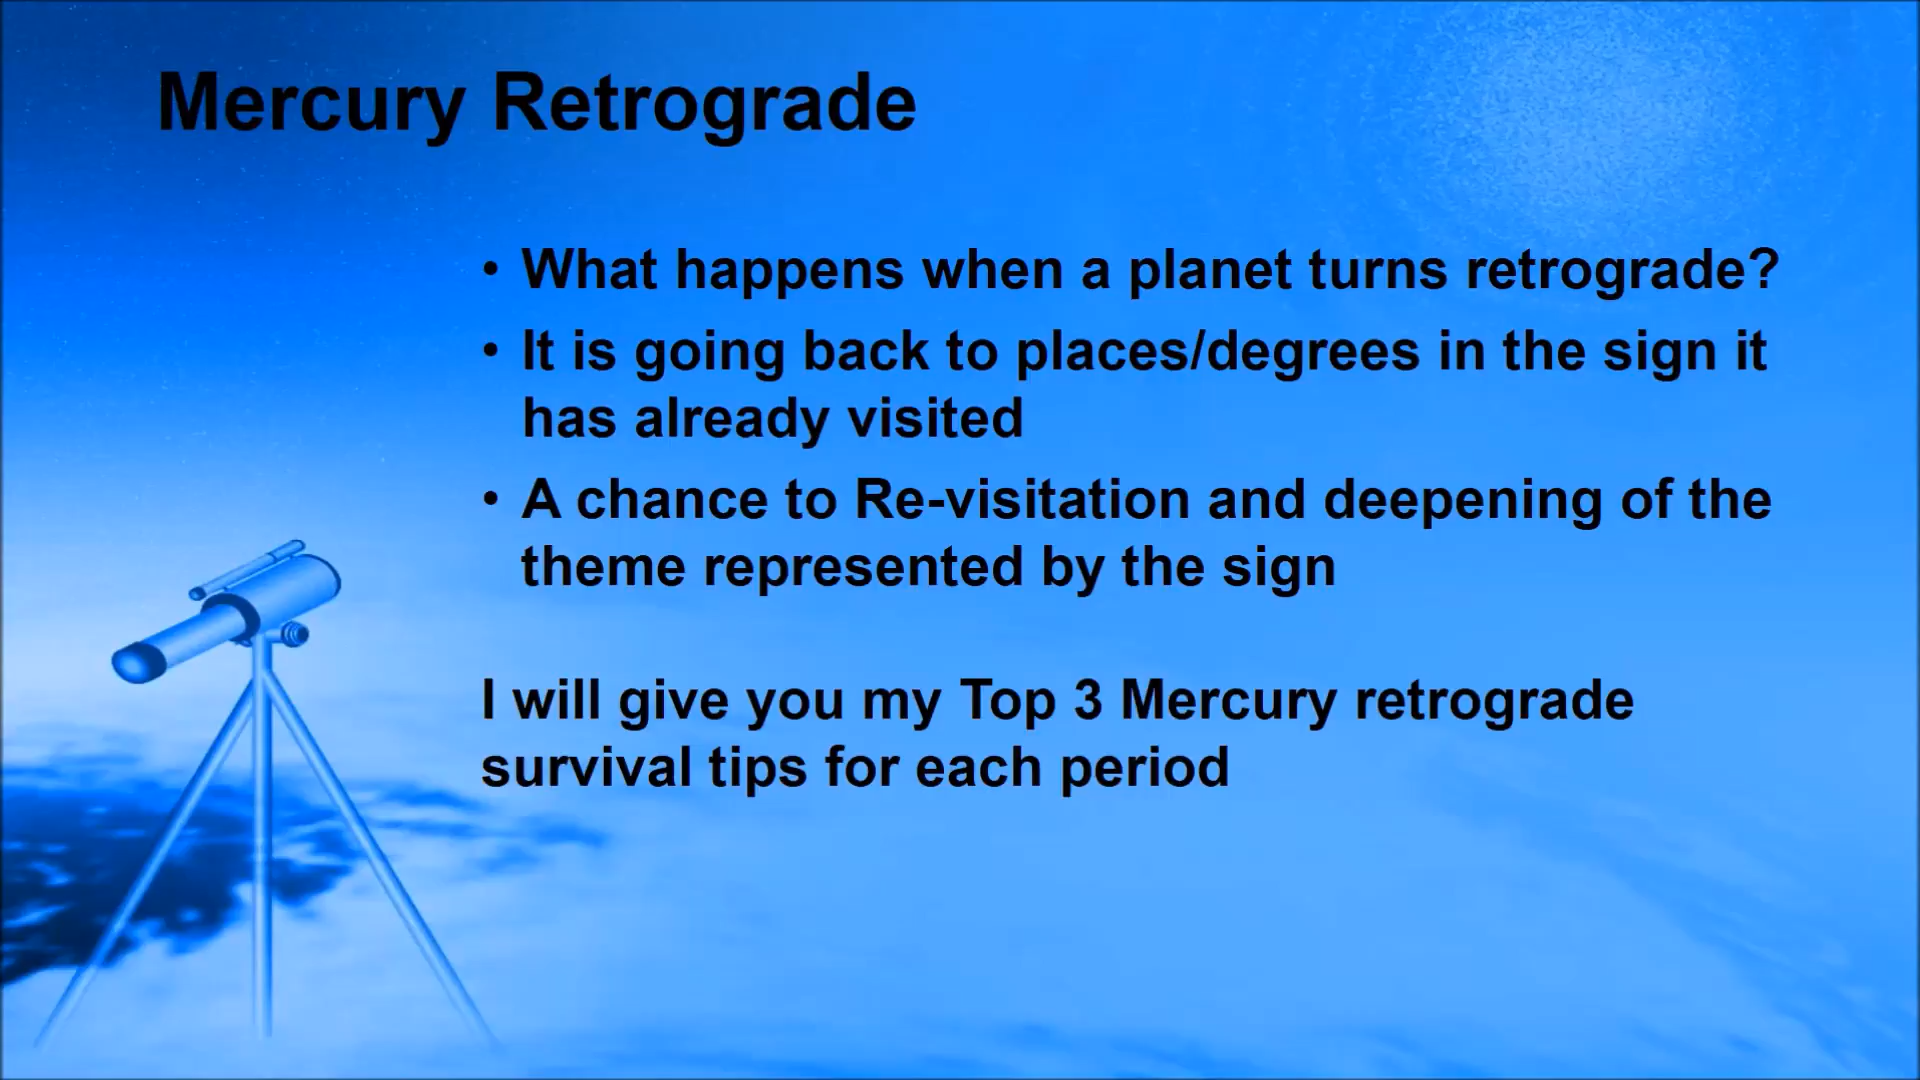 Mercury Retrograde
• What happens when a planet turns retrograde?
• It is going back to places/degrees in the sign it
has already visited
• A chance to Re-visitation and deepening of the
theme represented by the sign
I will give you my Top 3 Mercury retrograde
survival tips for each period